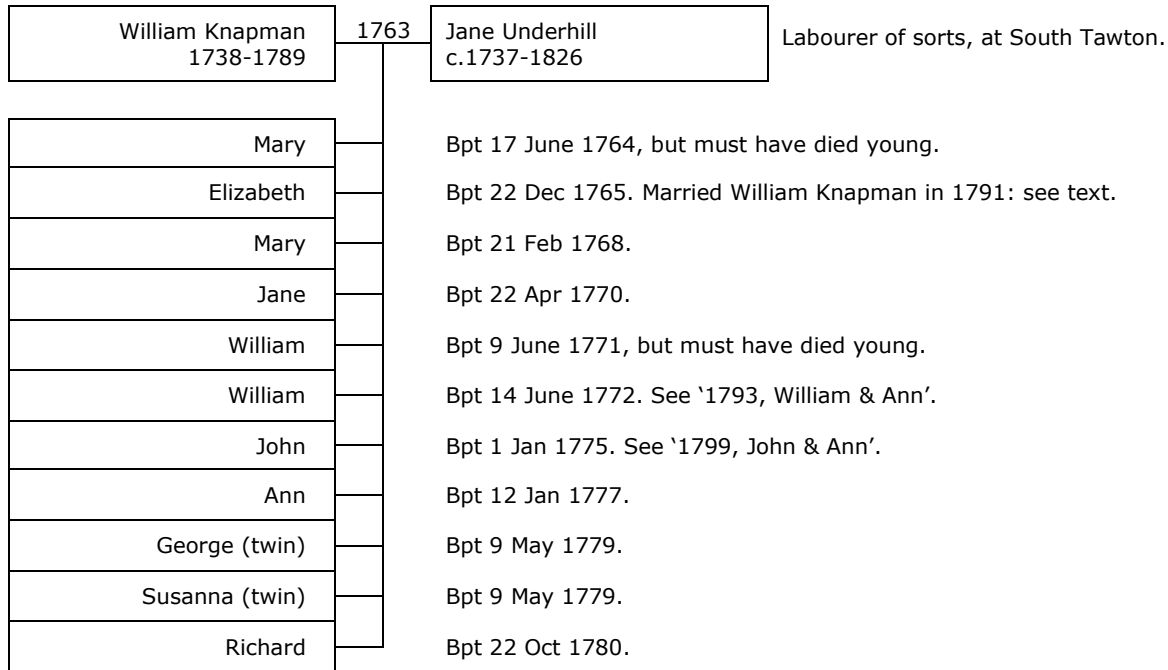 William Knapman 1763 Jane Underhill Labourer of sorts, at South Tawton.
1738-1789 c.1737-1826
Mary Bpt 17 June 1764, but must have died young.
Elizabeth Bpt 22 Dec 1765. Married William Knapman in 1791: see text.
Mary Bpt 21 Feb 1768.
Jane Bpt 22 Apr 1770.
William Bpt 9 June 1771, but must have died young.
William Bpt 14 June 1772. See ‘1793, William & Ann’.
John Bpt 1 Jan 1775. See ‘1799, John & Ann’.
Ann Bpt 12 Jan 1777.
George (twin) Bpt 9 May 1779.
Susanna (twin) Bpt 9 May 1779.
Richard Bpt 22 Oct 1780.